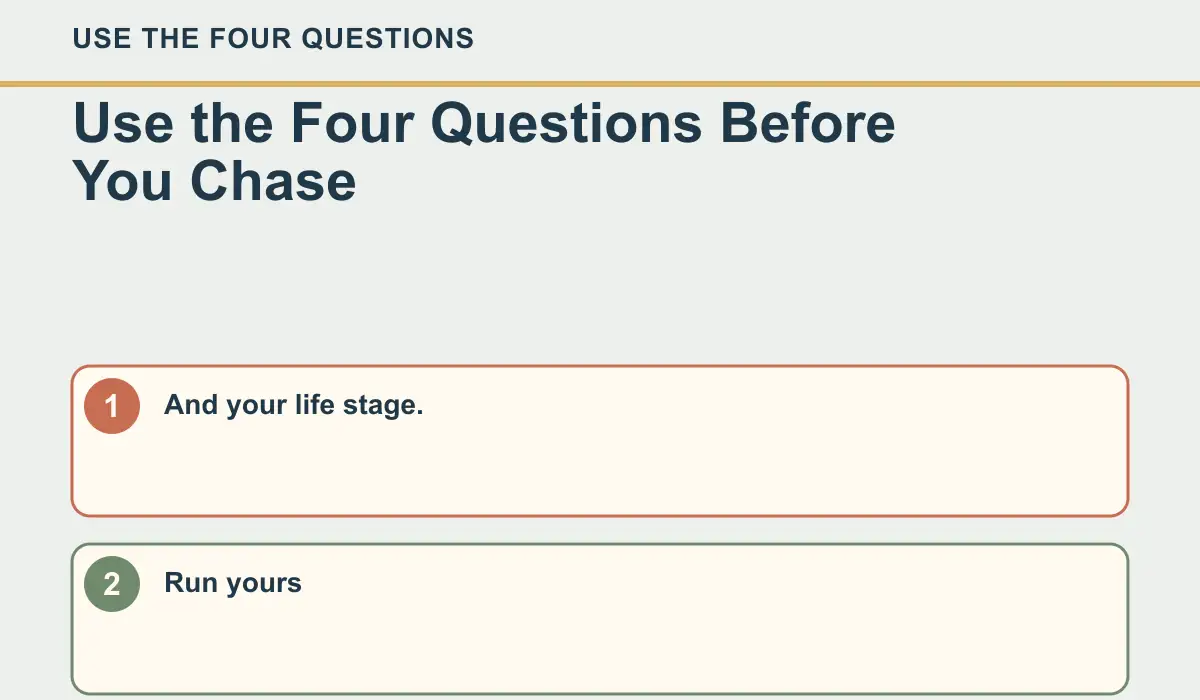 USE THE FOUR QUESTIONS
Use the Four Questions Before
You Chase
1 And your life stage.
2 Run yours